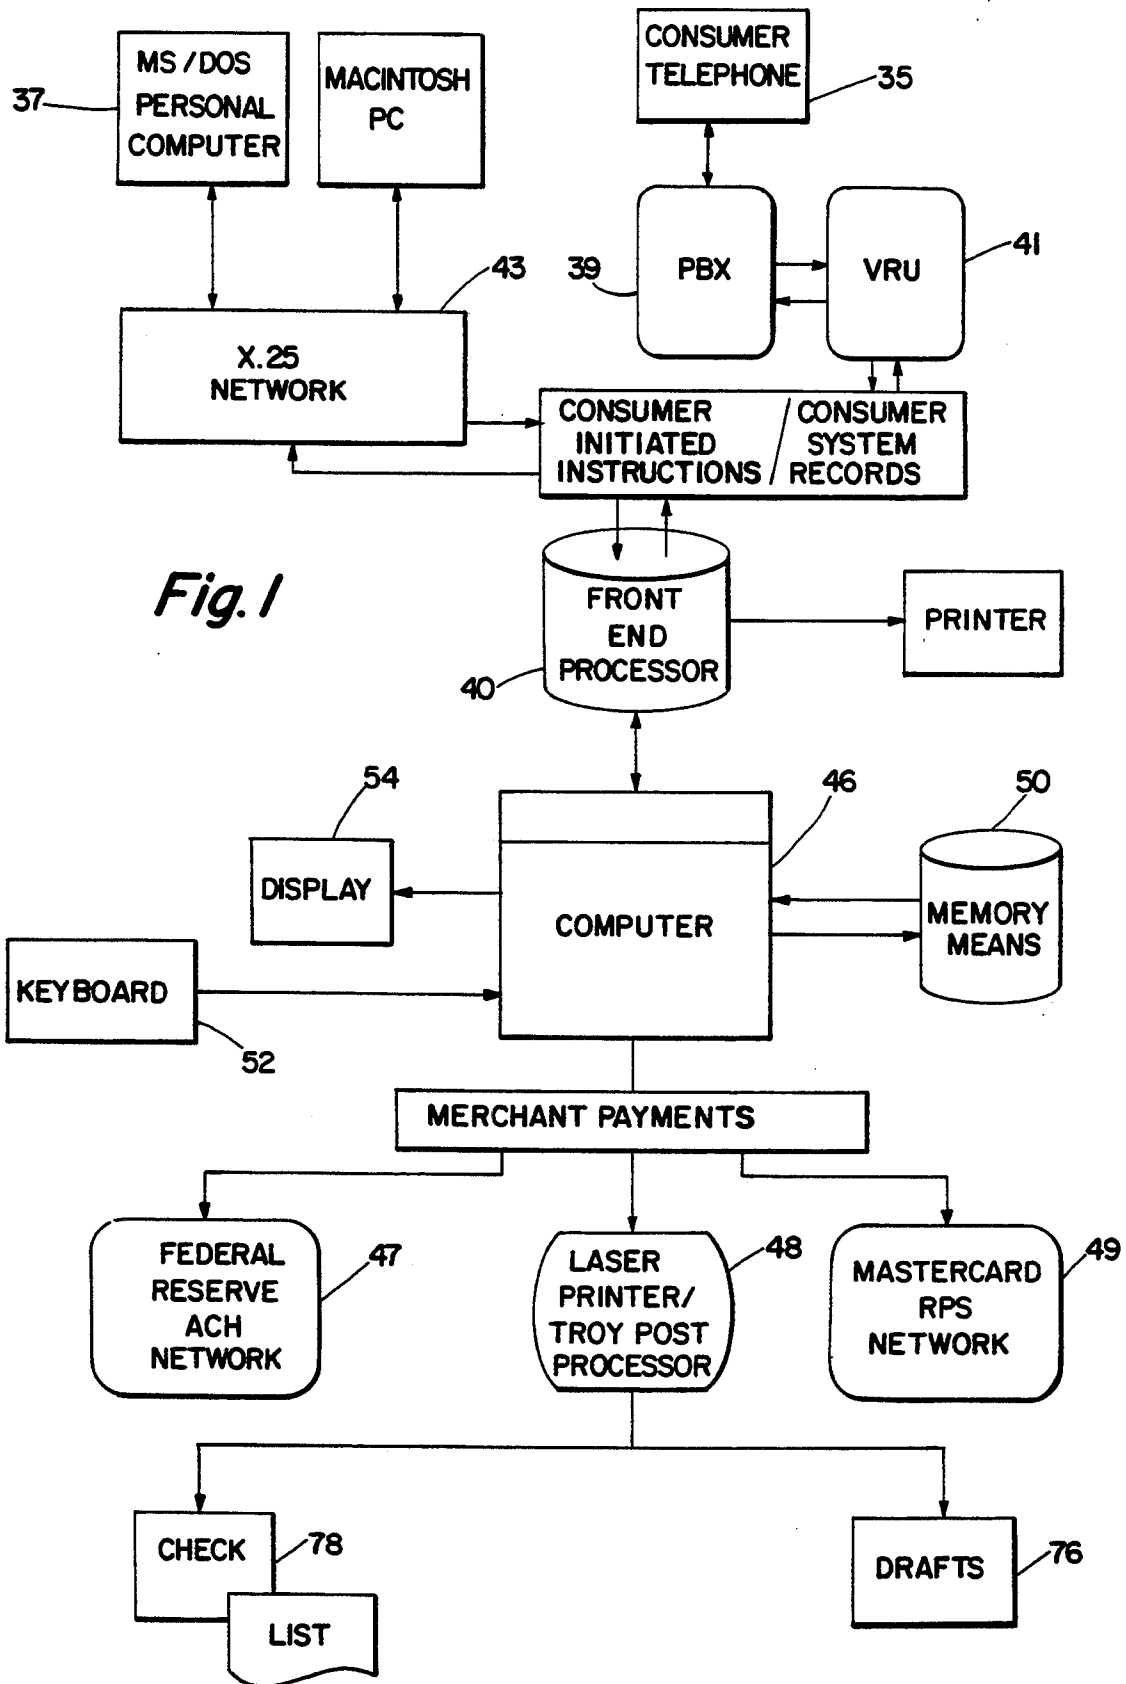 MS/DOS
PERSONAL
COMPUTER
37
MACINTOSH
PC
CONSUMER
TELEPHONE
35
43
39
PBX
VRU
41
X.25
NETWORK
CONSUMER
INITIATED
INSTRUCTIONS
/
CONSUMER
SYSTEM
RECORDS
Fig. 1
FRONT
END
PROCESSOR
40
PRINTER
54
46
50
DISPLAY
COMPUTER
MEMORY
MEANS
KEYBOARD
52
MERCHANT PAYMENTS
FEDERAL
RESERVE
ACH
NETWORK
47
LASER
PRINTER/
TROY POST
PROCESSOR
48
MASTERCARD
RPS
NETWORK
49
CHECK
78
LIST
DRAFTS
76